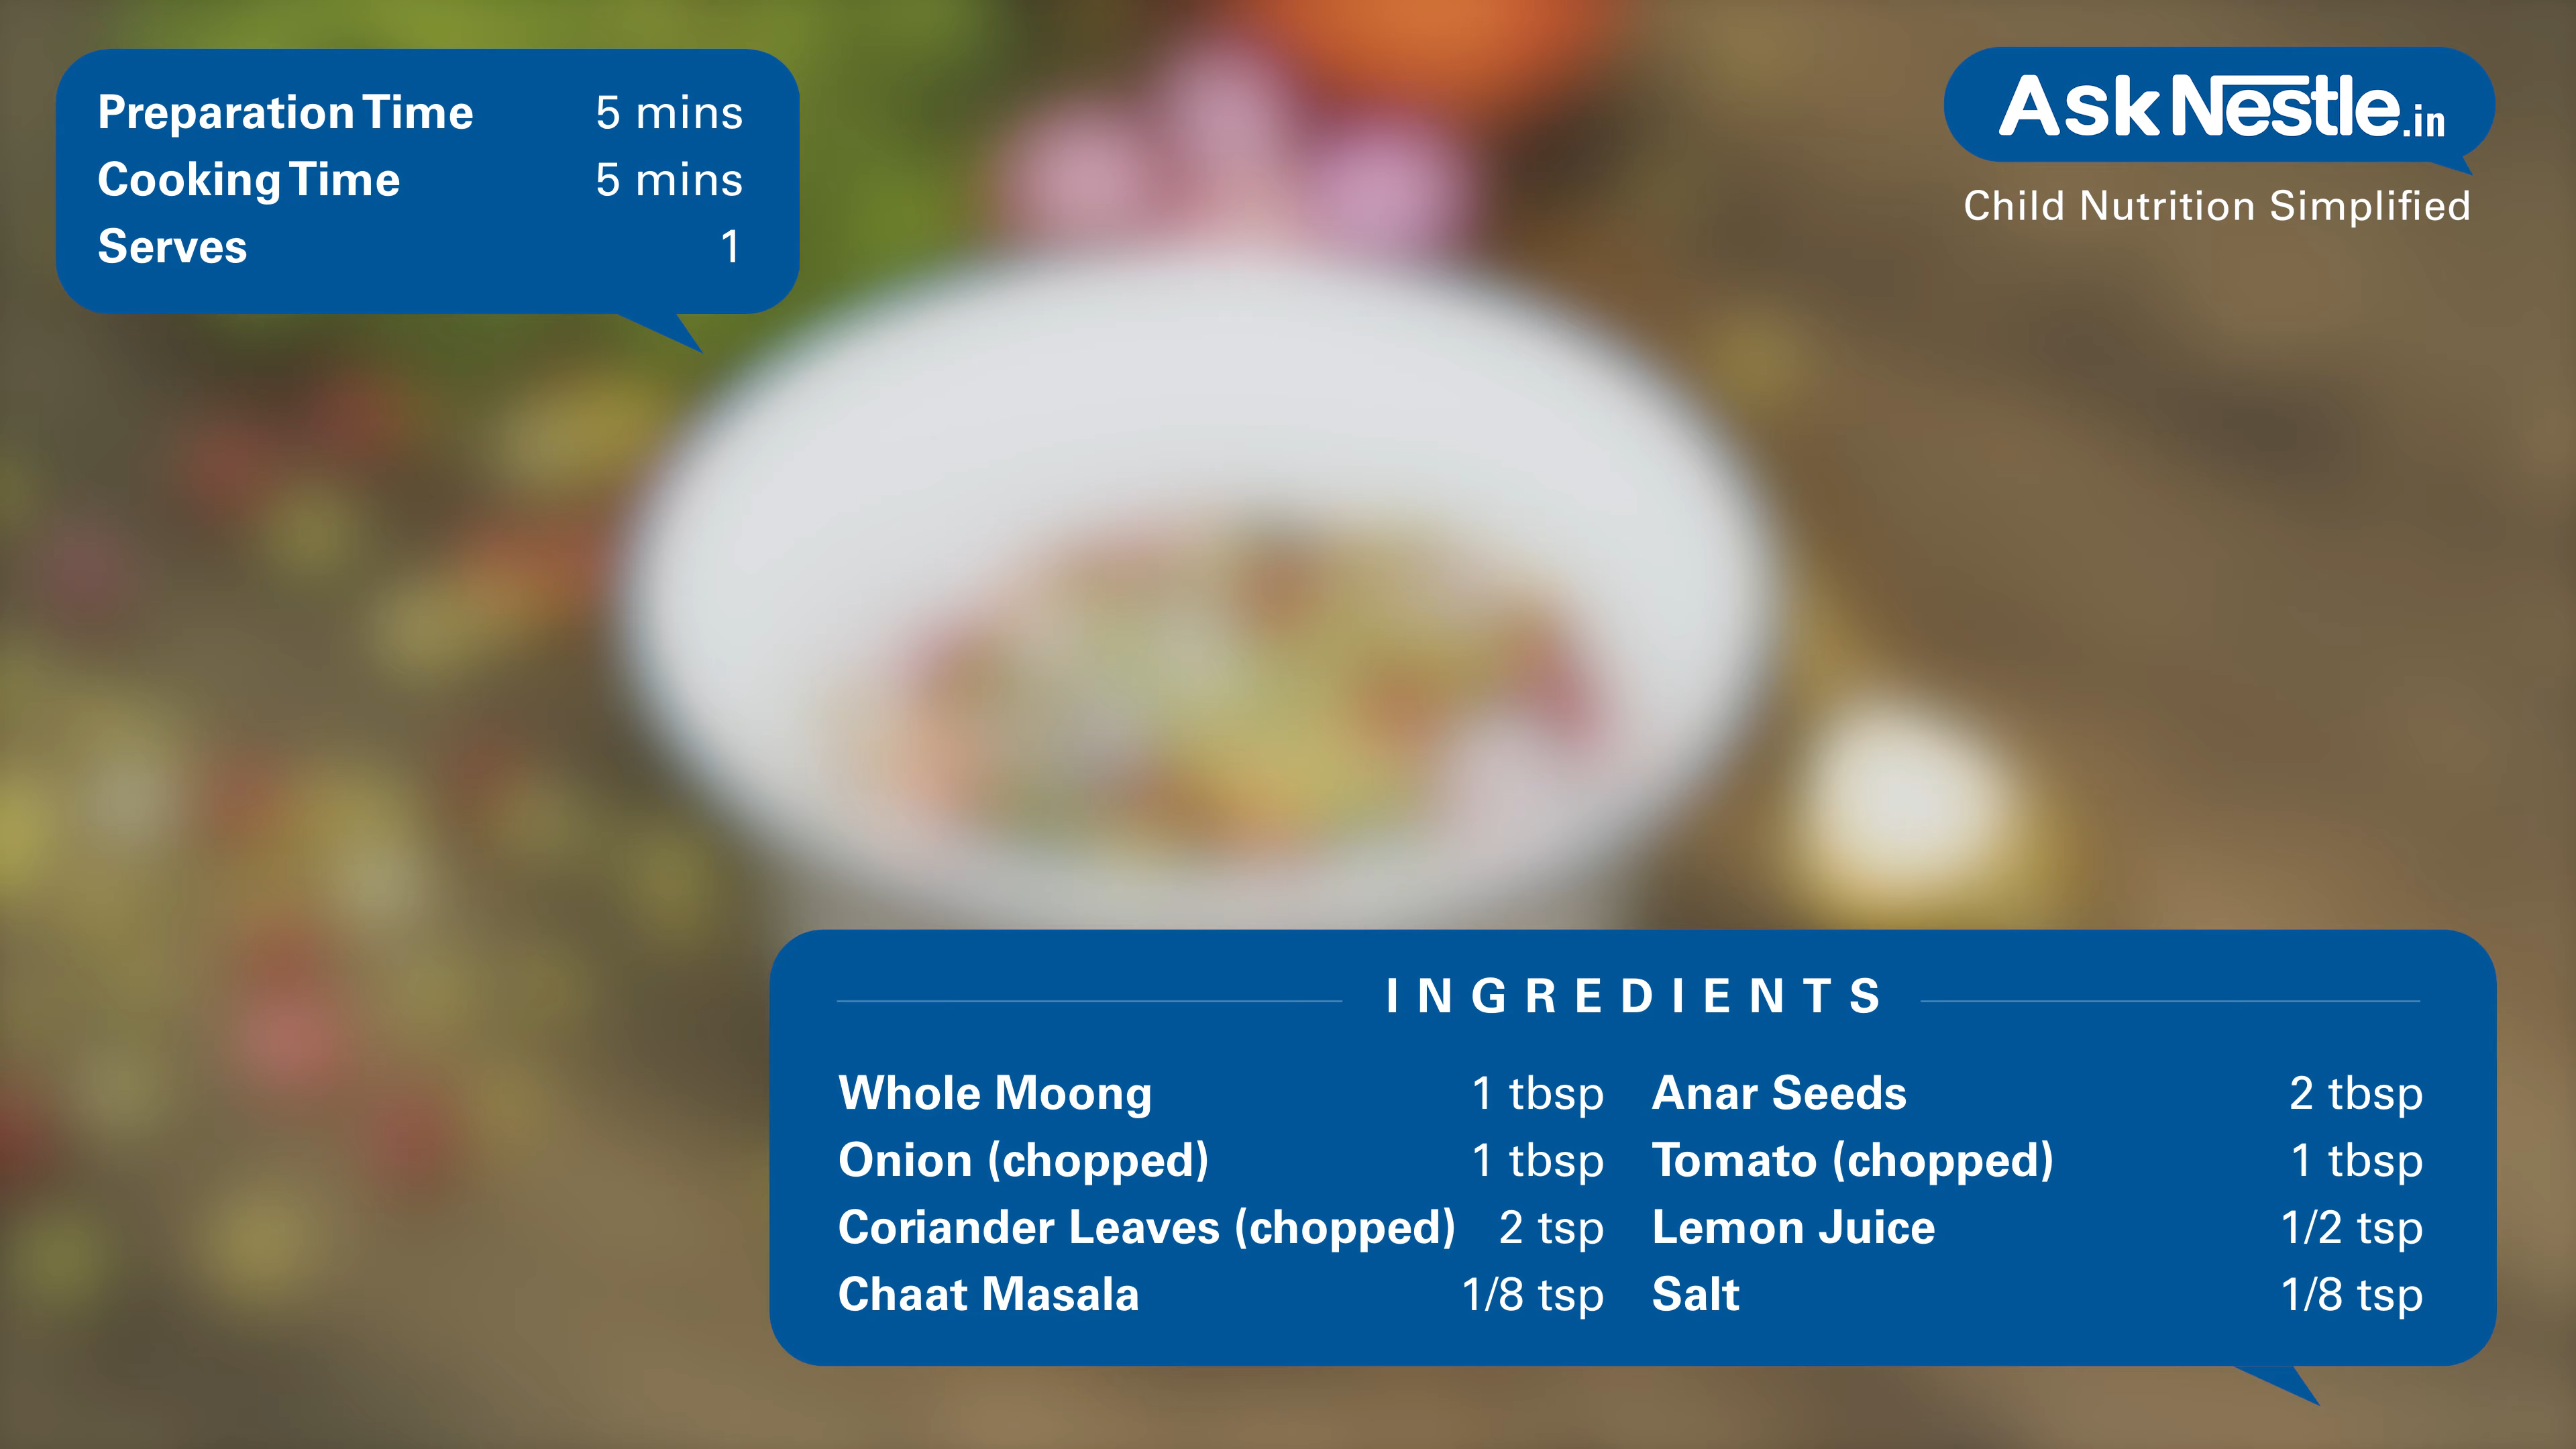 Preparation Time 5 mins
Cooking Time 5 mins
Serves 1
AskNestle.in
Child Nutrition Simplified
INGREDIENTS
Whole Moong 1 tbsp Anar Seeds 2 tbsp
Onion (chopped) 1 tbsp Tomato (chopped) 1 tbsp
Coriander Leaves (chopped) 2 tsp Lemon Juice 1/2 tsp
Chaat Masala 1/8 tsp Salt 1/8 tsp